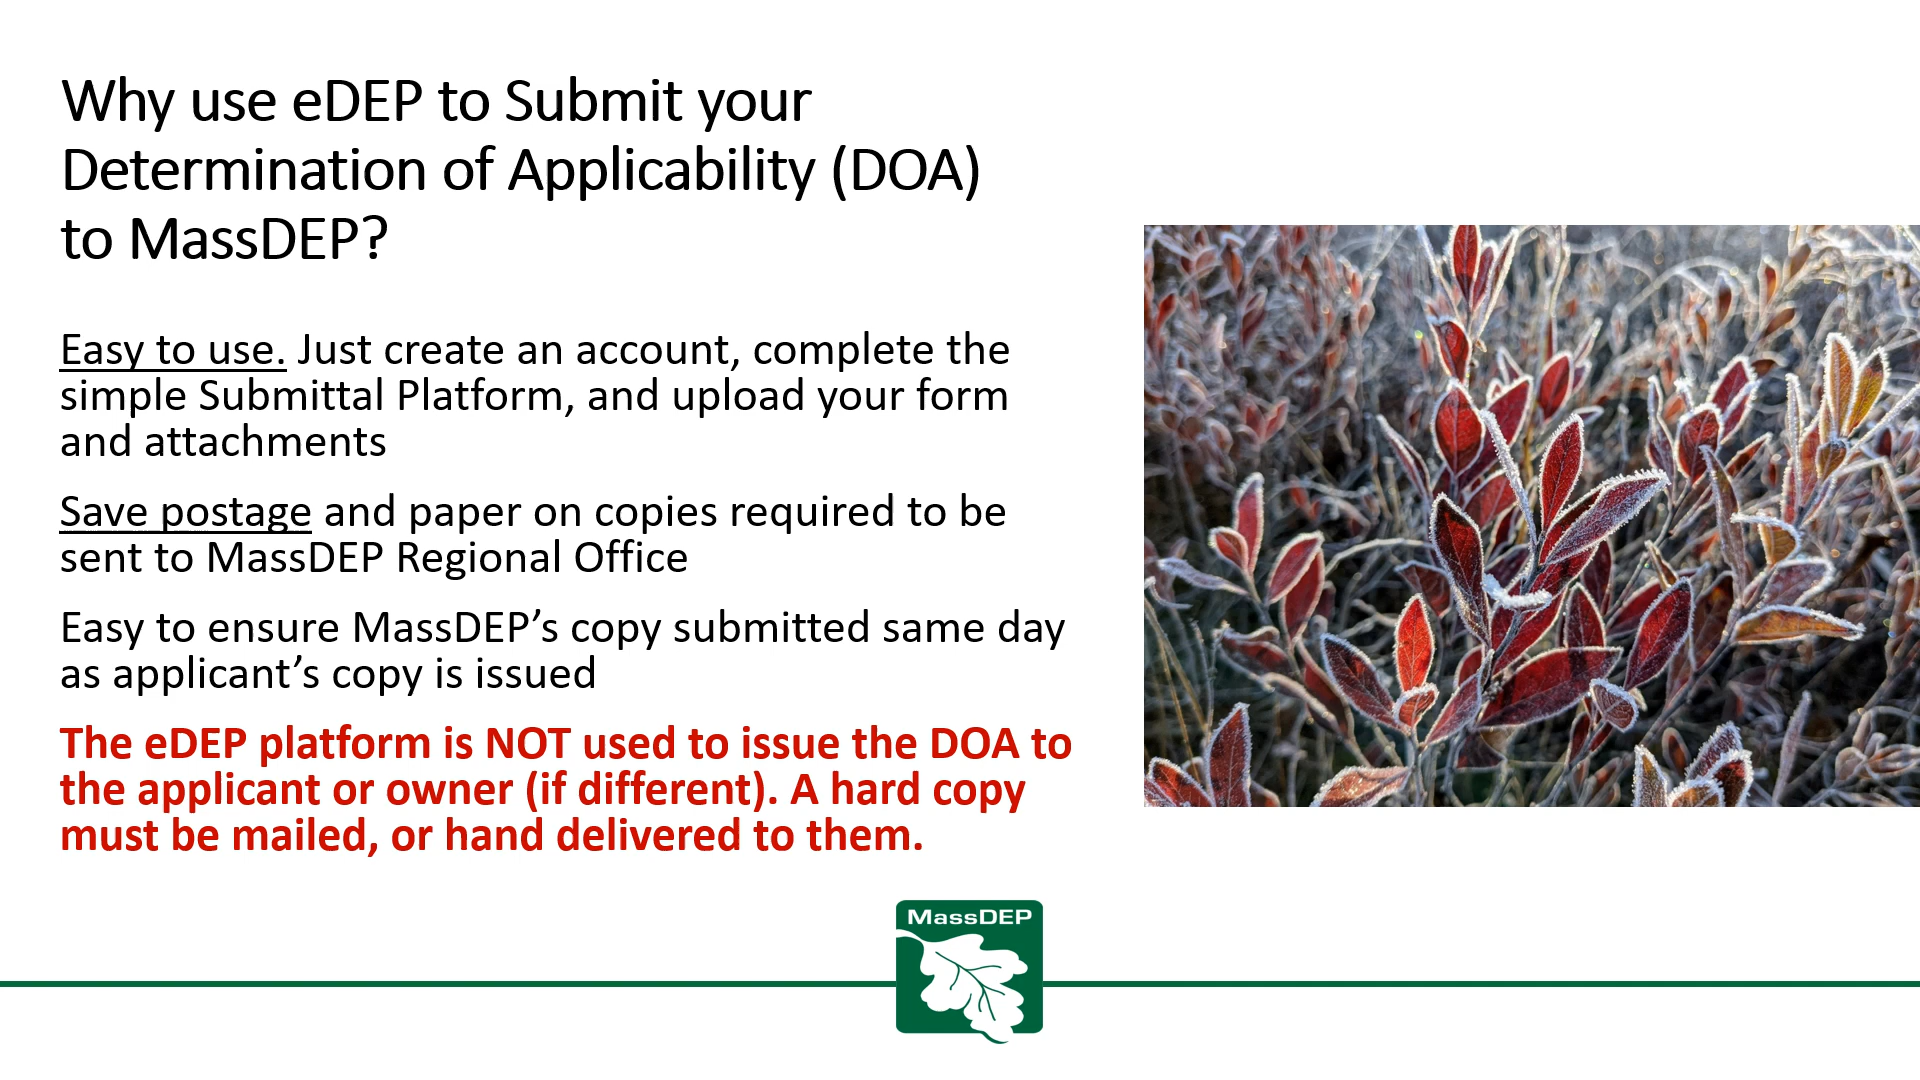 Why use eDEP to Submit your
Determination of Applicability (DOA)
to MassDEP?
Easy to use. Just create an account, complete the
simple Submittal Platform, and upload your form
and attachments
Save postage and paper on copies required to be
sent to MassDEP Regional Office
Easy to ensure MassDEP’s copy submitted same day
as applicant’s copy is issued
The eDEP platform is NOT used to issue the DOA to
the applicant or owner (if different). A hard copy
must be mailed, or hand delivered to them.
MassDEP